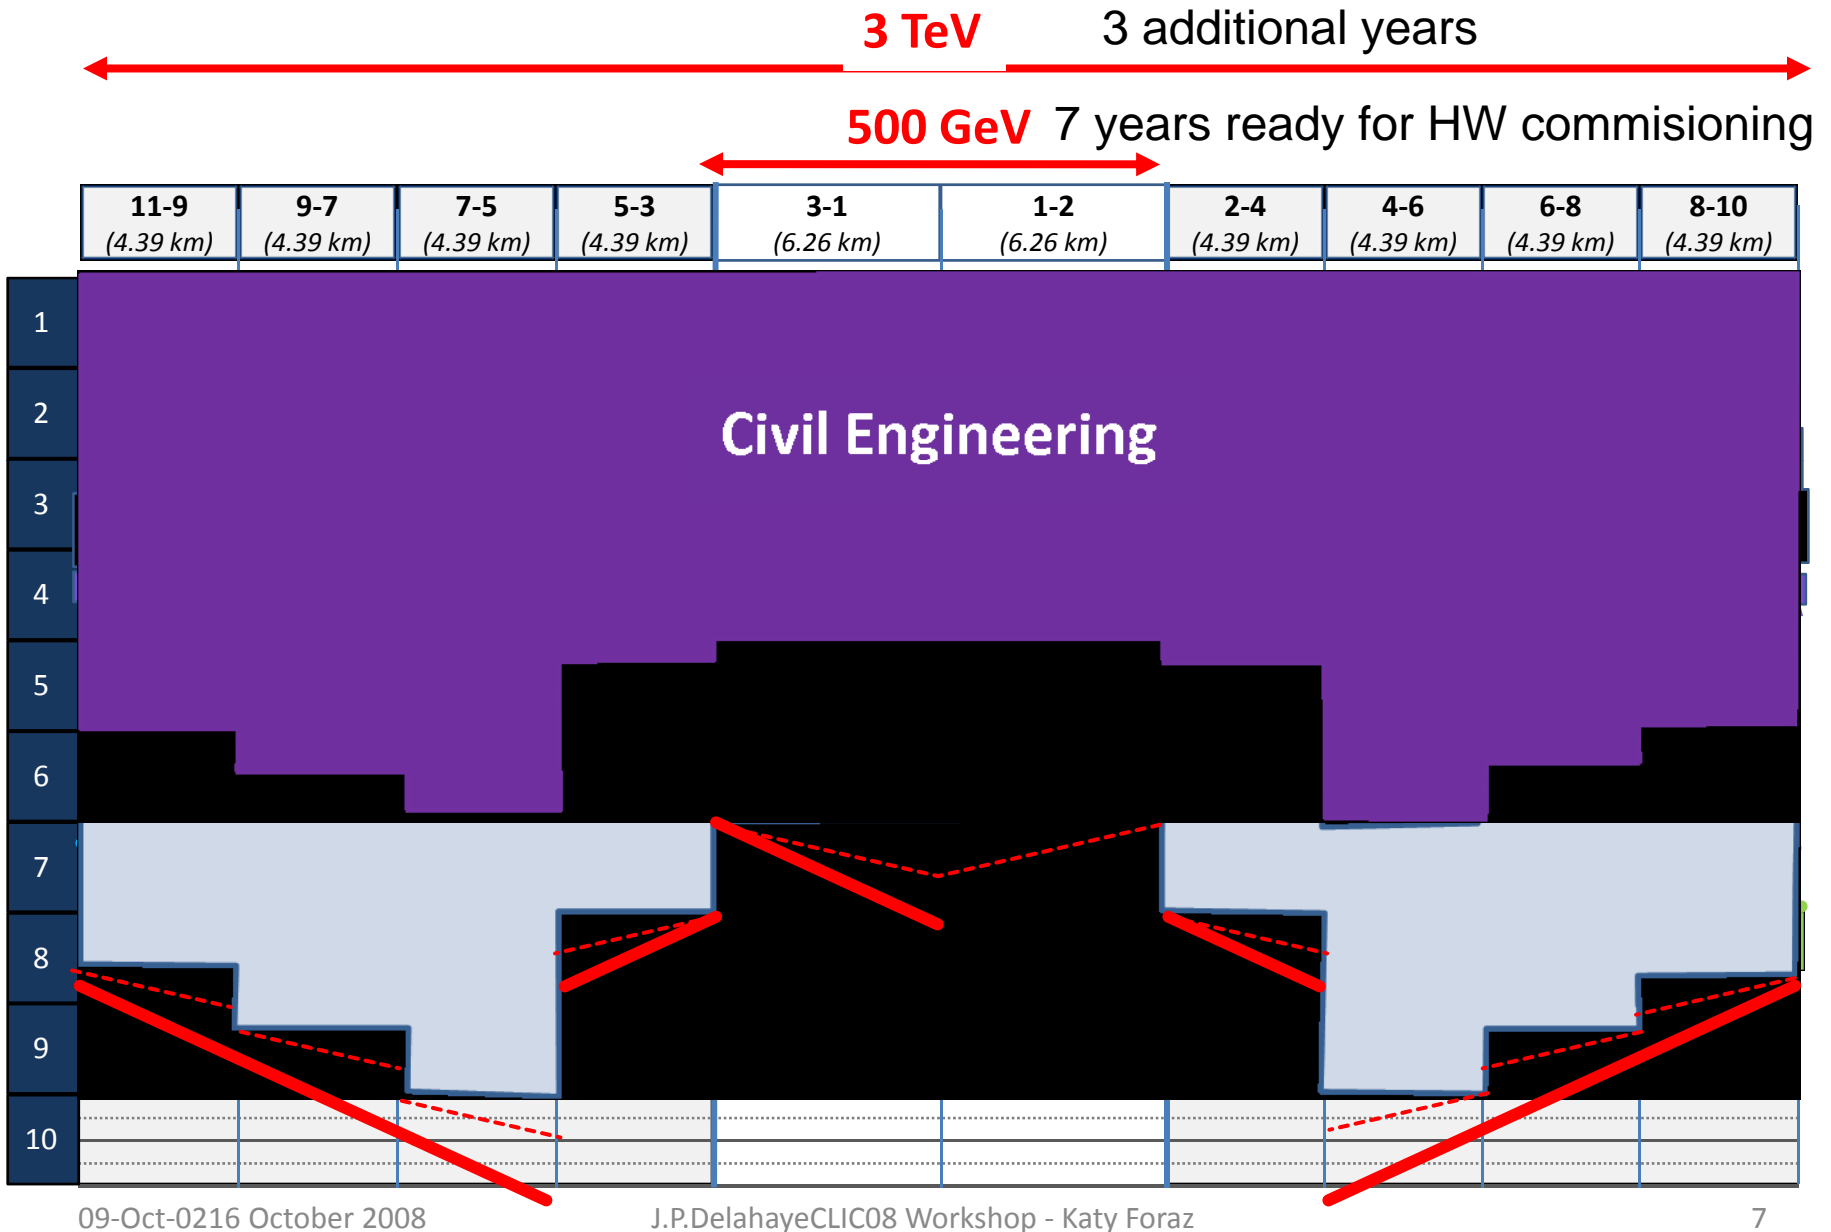 3 TeV 3 additional years
500 GeV 7 years ready for HW commisioning
11-9 9-7 7-5 5-3 3-1 1-2 2-4 4-6 6-8 8-10
(4.39 km) (4.39 km) (4.39 km) (4.39 km) (6.26 km) (6.26 km) (4.39 km) (4.39 km) (4.39 km) (4.39 km)
1
2
Civil Engineering
3
4
5
6
7
8
9
10
09-Oct-0216 October 2008 J.P.DelahayeCLIC08 Workshop - Katy Foraz 7